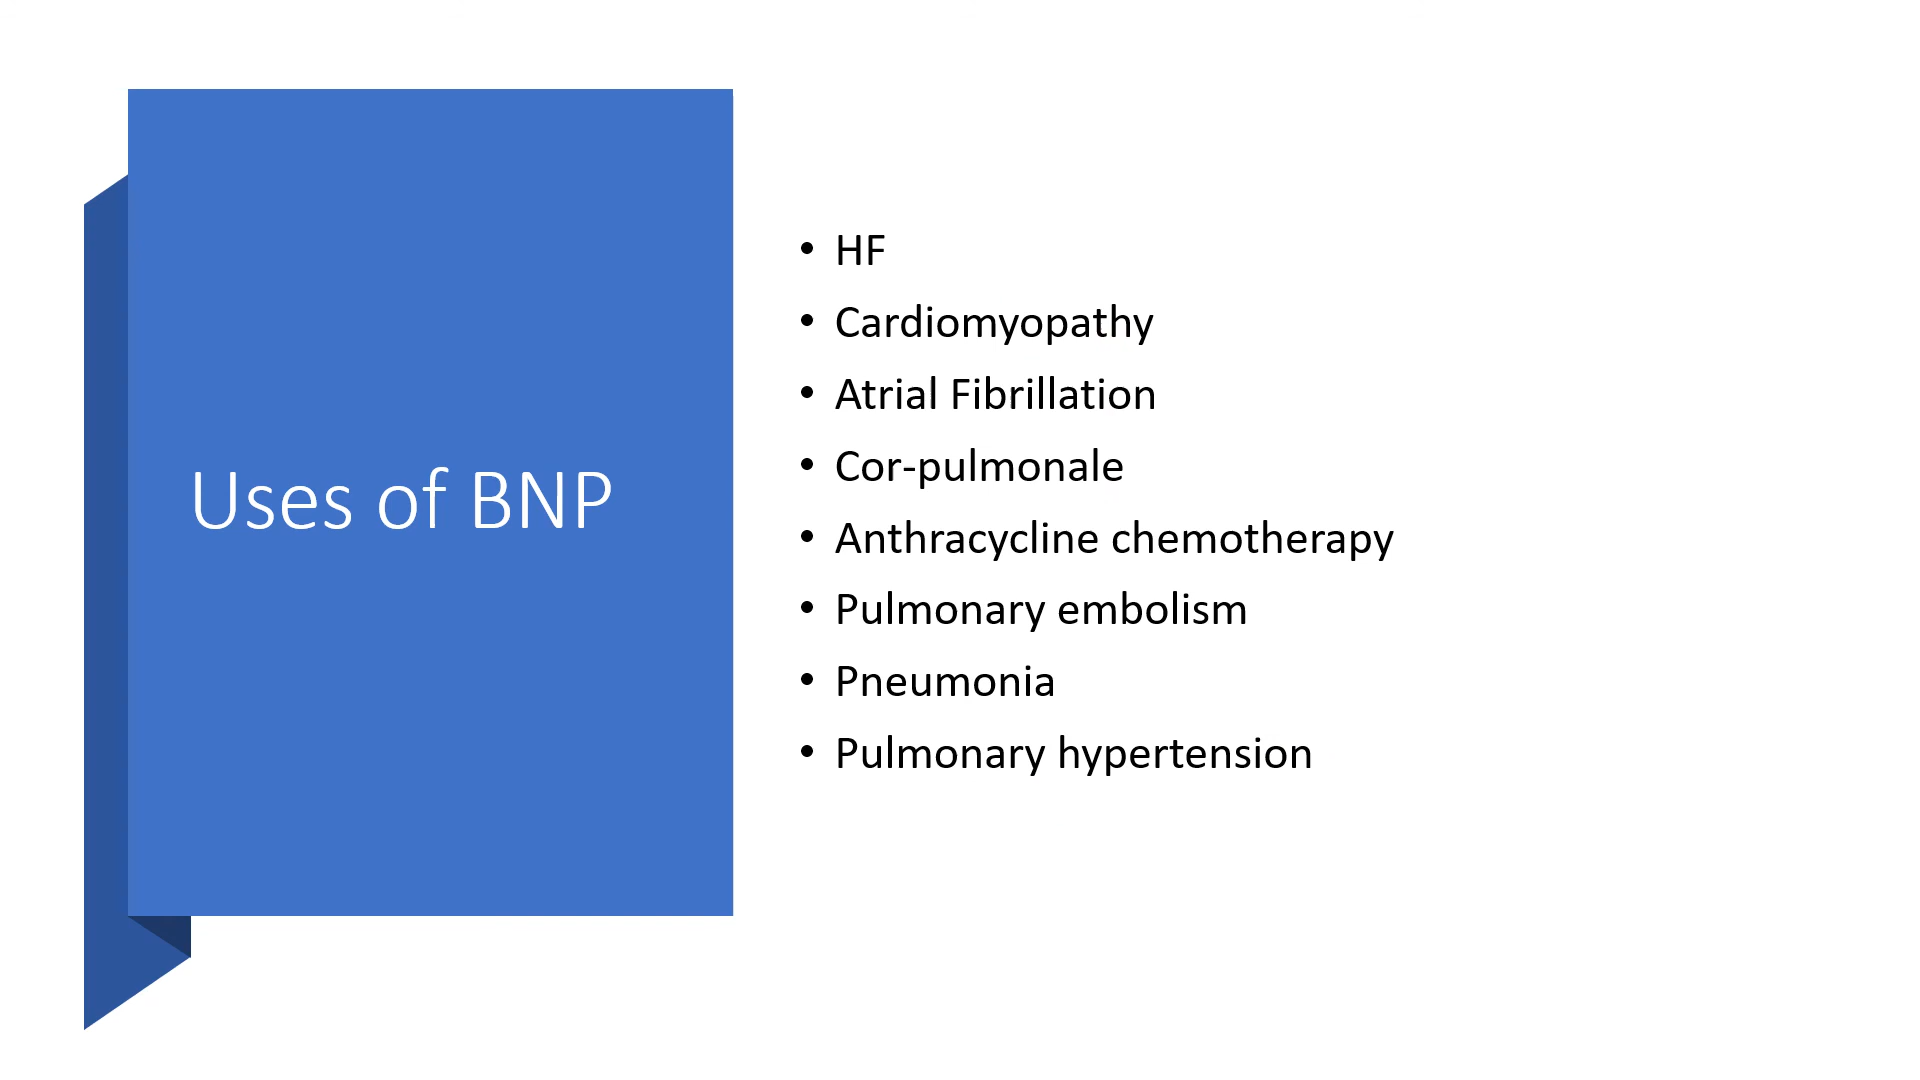 Uses of BNP
• HF
• Cardiomyopathy
• Atrial Fibrillation
• Cor-pulmonale
• Anthracycline chemotherapy
• Pulmonary embolism
• Pneumonia
• Pulmonary hypertension